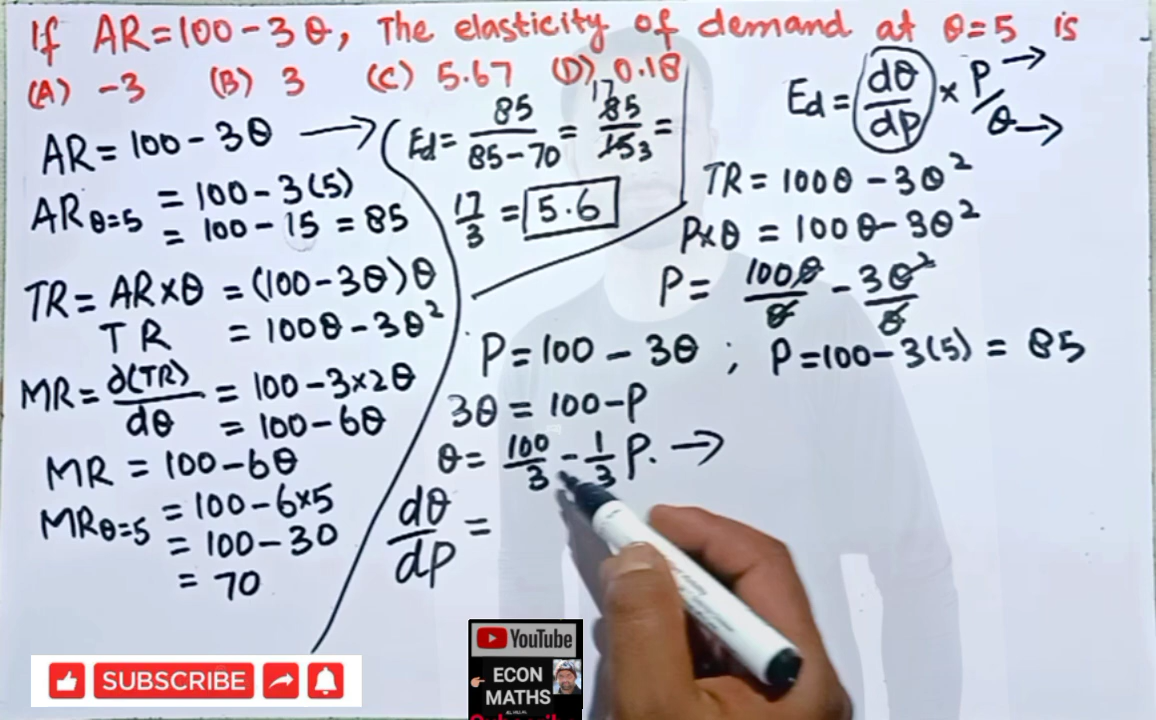 If AR=100-3θ, The elasticity of demand at θ=5 is
(A) -3 (B) 3 (C) 5.67 (D) 0.18
AR = 100-3θ →
AR θ=5 = 100-3(5)
= 100-15 = 85
TR = AR×θ = (100-3θ)θ
TR = 100θ-3θ²
MR = ∂(TR)/dθ = 100-3×2θ
= 100-6θ
MR = 100-6θ
MR θ=5 = 100-6×5
= 100-30
= 70
Ed = 85/85-70 = 17 85/15 3 =
17/3 = 5.6
Ed = (dθ/dp) × P/θ → →
TR = 100θ-3θ²
P×θ = 100θ-3θ²
P = 100θ/θ - 3θ²/θ
P=100-3θ ; P=100-3(5) = 85
3θ = 100-P
θ = 100/3 - 1/3 P. →
dθ/dp =
YouTube
ECON
MATHS
SUBSCRIBE